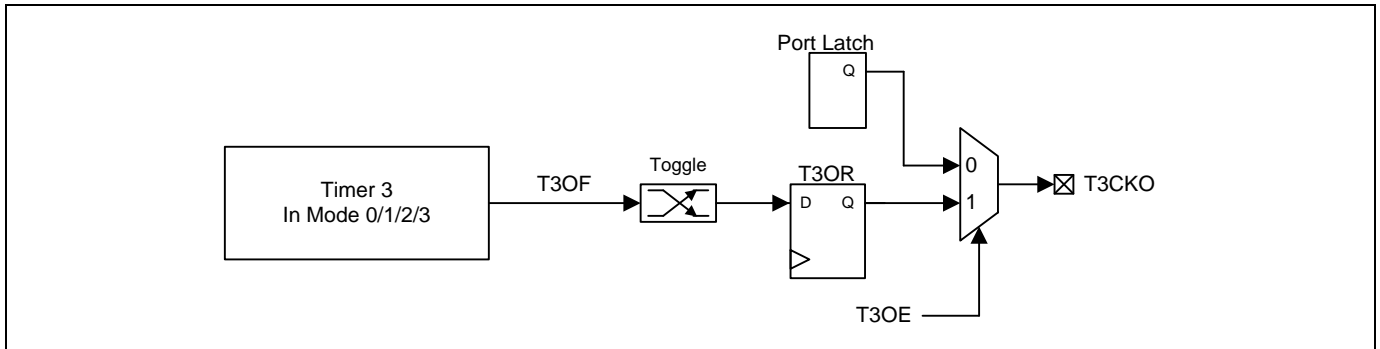 Port Latch
Q
Timer 3
In Mode 0/1/2/3
T3OF
Toggle
T3OR
D Q
0
1
T3CKO
T3OE